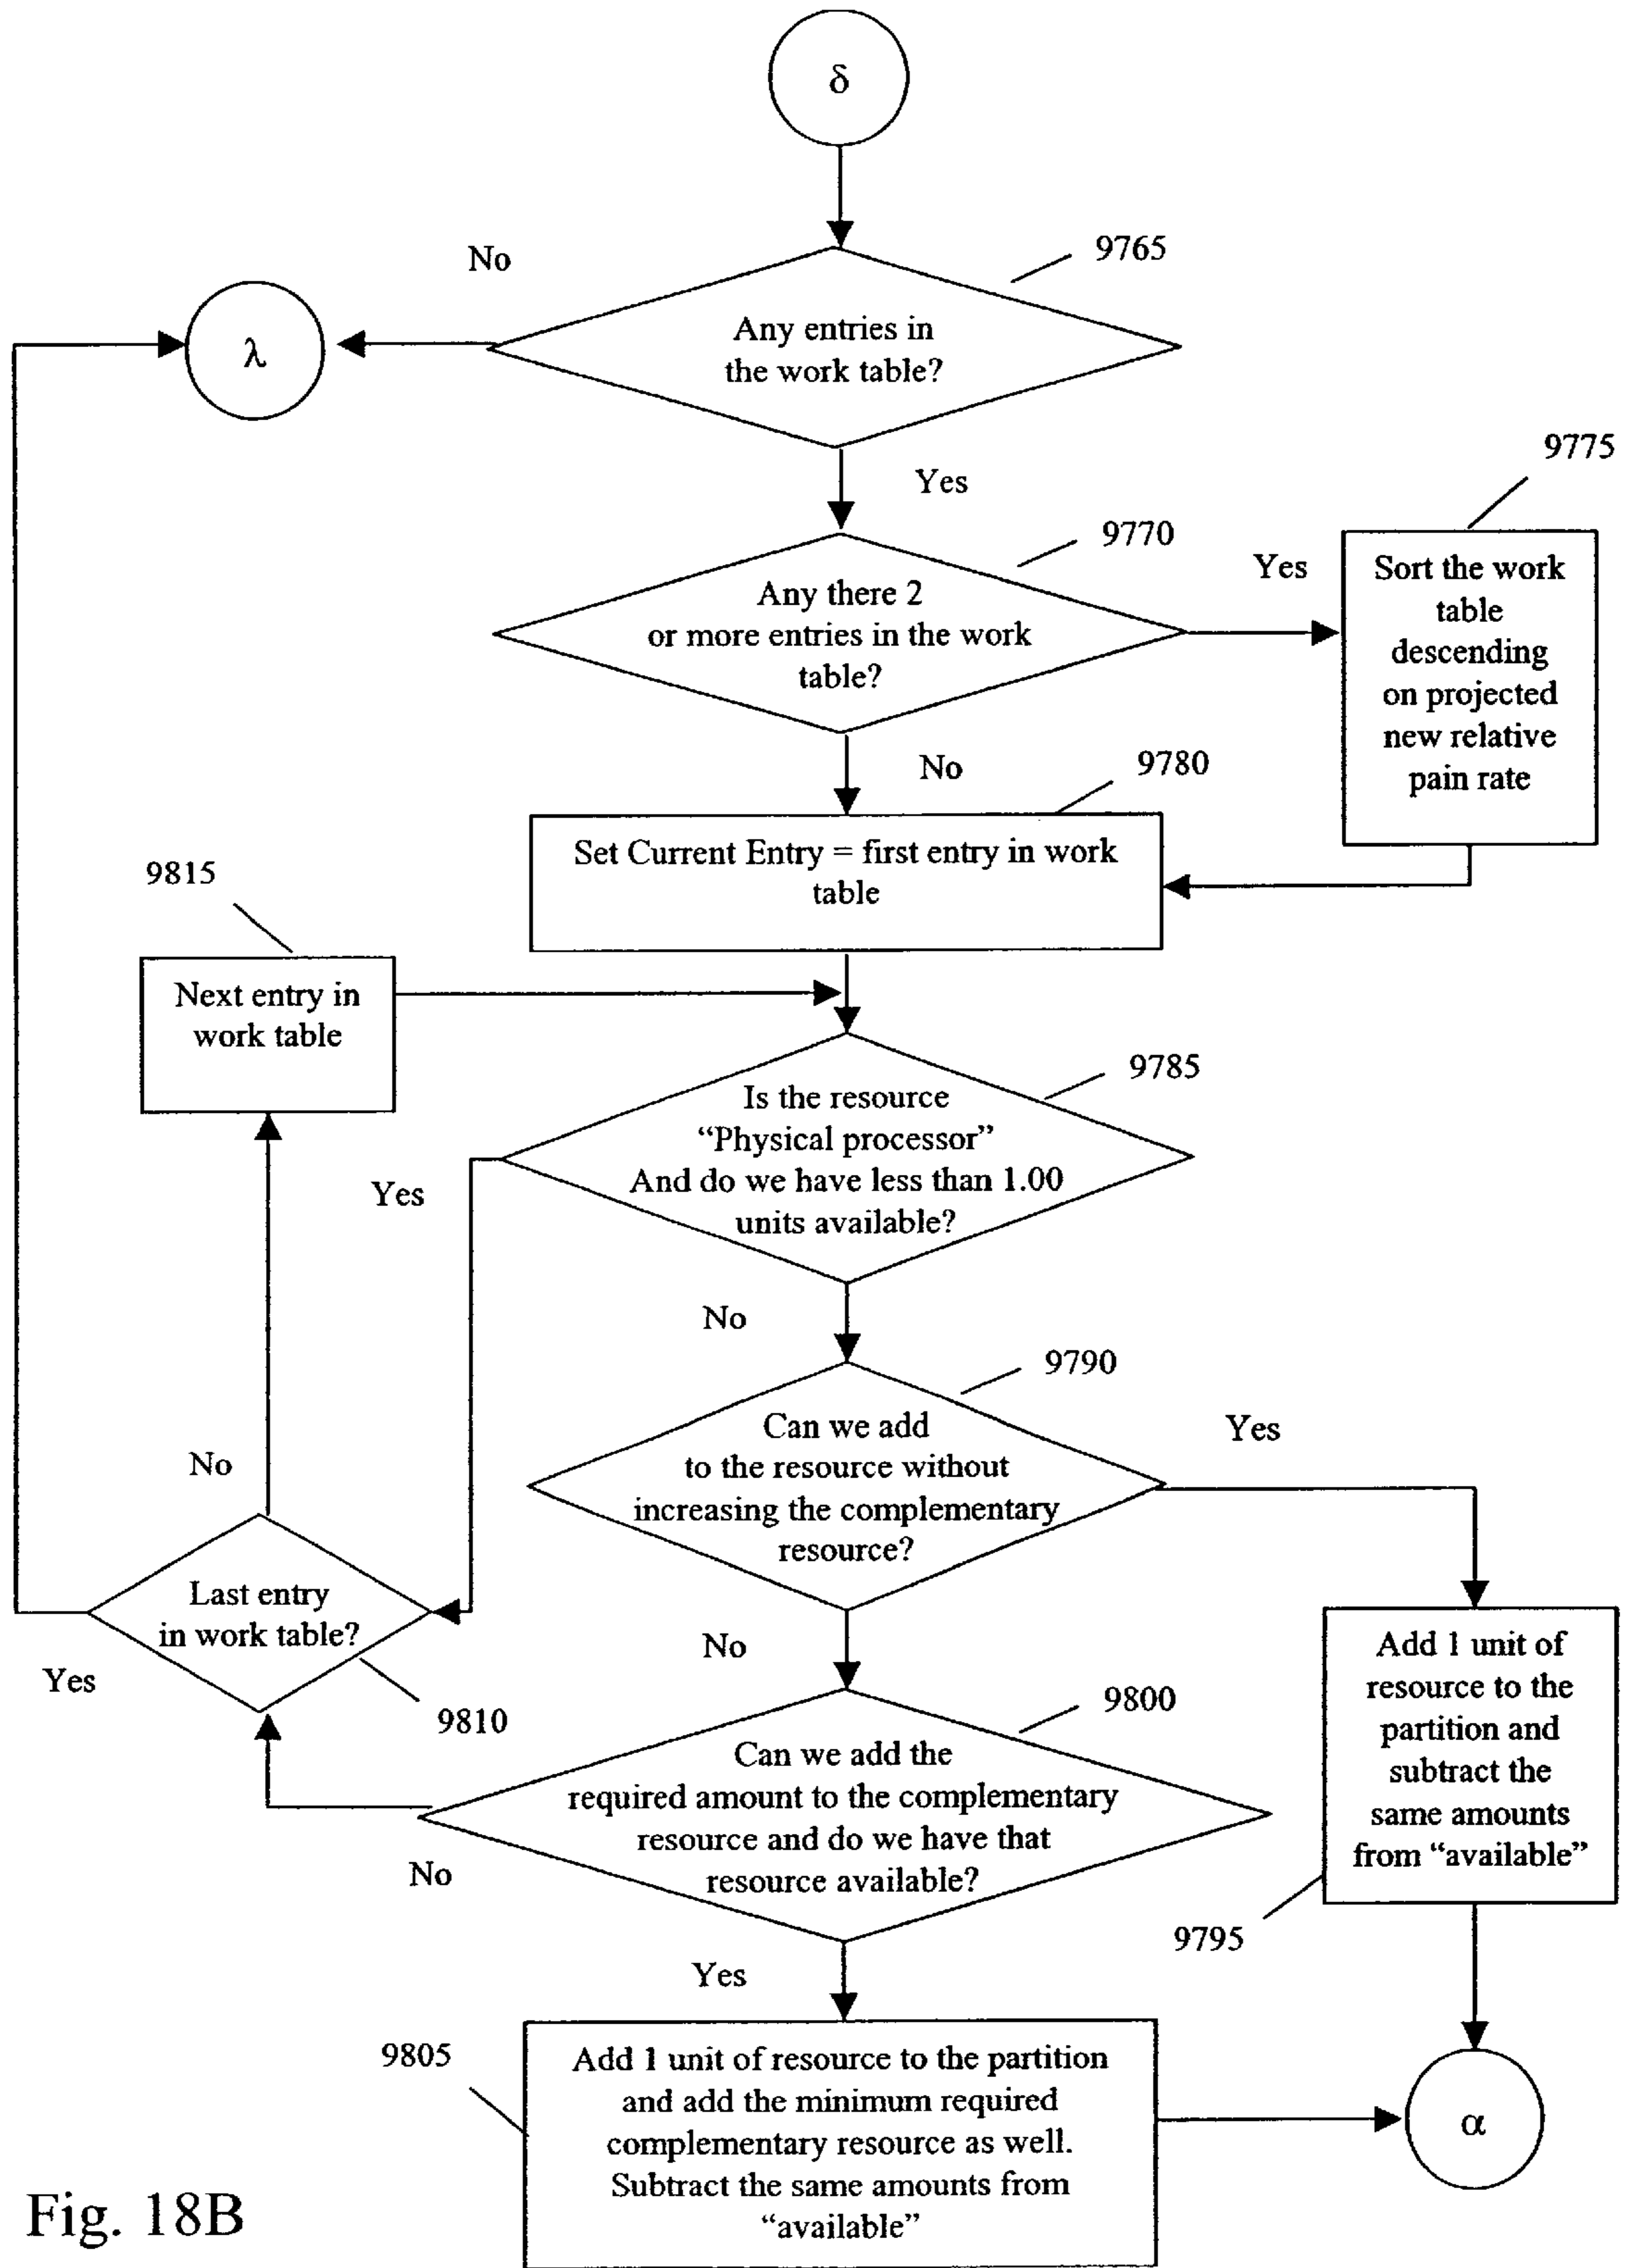 δ
No
9765
Any entries in
the work table?
λ
Yes
9775
9770
Any there 2
or more entries in the work
table?
Yes
Sort the work
table
descending
on projected
new relative
pain rate
No
9780
Set Current Entry = first entry in work
table
9815
Next entry in
work table
9785
Is the resource
“Physical processor”
And do we have less than 1.00
units available?
Yes
No
9790
Can we add
to the resource without
increasing the complementary
resource?
Yes
No
Last entry
in work table?
Yes
9810
No
9800
Can we add the
required amount to the complementary
resource and do we have that
resource available?
No
Add 1 unit of
resource to the
partition and
subtract the
same amounts
from “available”
9795
Yes
9805
Add 1 unit of resource to the partition
and add the minimum required
complementary resource as well.
Subtract the same amounts from
“available”
α
Fig. 18B